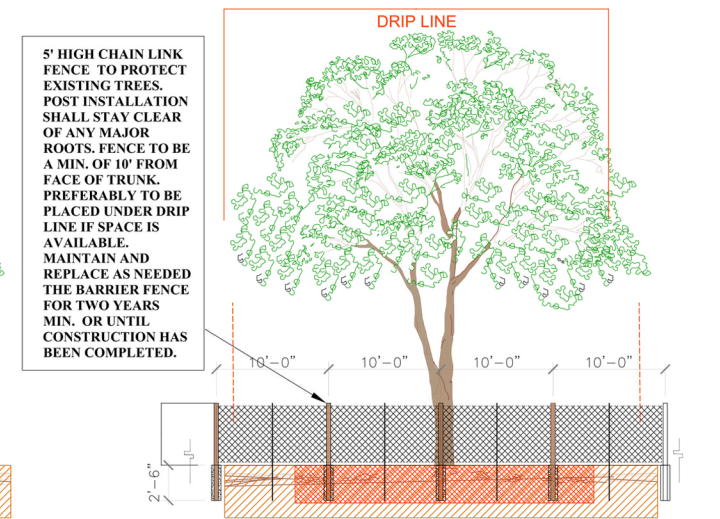 DRIP LINE
5' HIGH CHAIN LINK
FENCE TO PROTECT
EXISTING TREES.
POST INSTALLATION
SHALL STAY CLEAR
OF ANY MAJOR
ROOTS. FENCE TO BE
A MIN. OF 10' FROM
FACE OF TRUNK.
PREFERABLY TO BE
PLACED UNDER DRIP
LINE IF SPACE IS
AVAILABLE.
MAINTAIN AND
REPLACE AS NEEDED
THE BARRIER FENCE
FOR TWO YEARS
MIN. OR UNTIL
CONSTRUCTION HAS
BEEN COMPLETED.
10'-0" 10'-0" 10'-0" 10'-0"
2'-6"